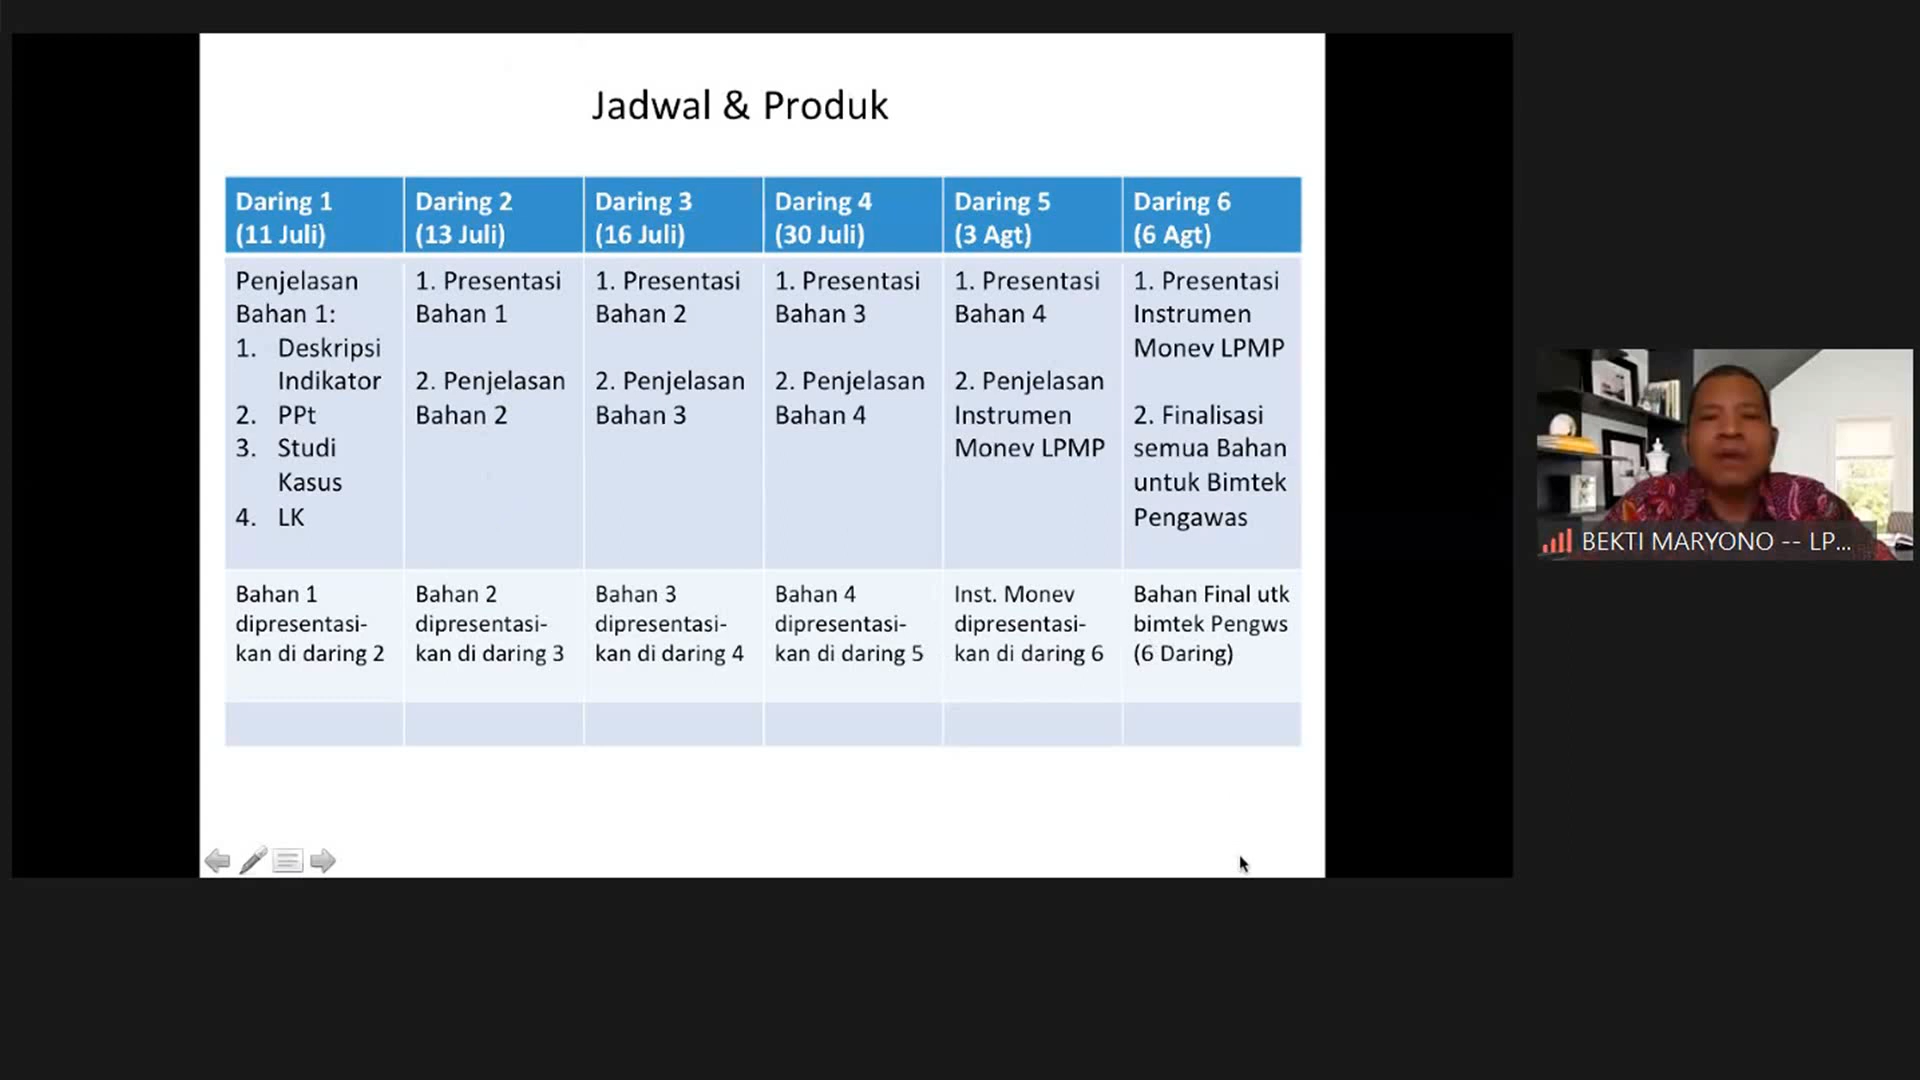 Jadwal & Produk
Daring 1
(11 Juli)
Daring 2
(13 Juli)
Daring 3
(16 Juli)
Daring 4
(30 Juli)
Daring 5
(3 Agt)
Daring 6
(6 Agt)
Penjelasan
Bahan 1:
1. Deskripsi
Indikator
2. PPt
3. Studi
Kasus
4. LK
1. Presentasi
Bahan 1
2. Penjelasan
Bahan 2
1. Presentasi
Bahan 2
2. Penjelasan
Bahan 3
1. Presentasi
Bahan 3
2. Penjelasan
Bahan 4
1. Presentasi
Bahan 4
2. Penjelasan
Instrumen
Monev LPMP
1. Presentasi
Instrumen
Monev LPMP
2. Finalisasi
semua Bahan
untuk Bimtek
Pengawas
Bahan 1
dipresentasi-
kan di daring 2
Bahan 2
dipresentasi-
kan di daring 3
Bahan 3
dipresentasi-
kan di daring 4
Bahan 4
dipresentasi-
kan di daring 5
Inst. Monev
dipresentasi-
kan di daring 6
Bahan Final utk
bimtek Pengws
(6 Daring)
BEKTI MARYONO -- LP...